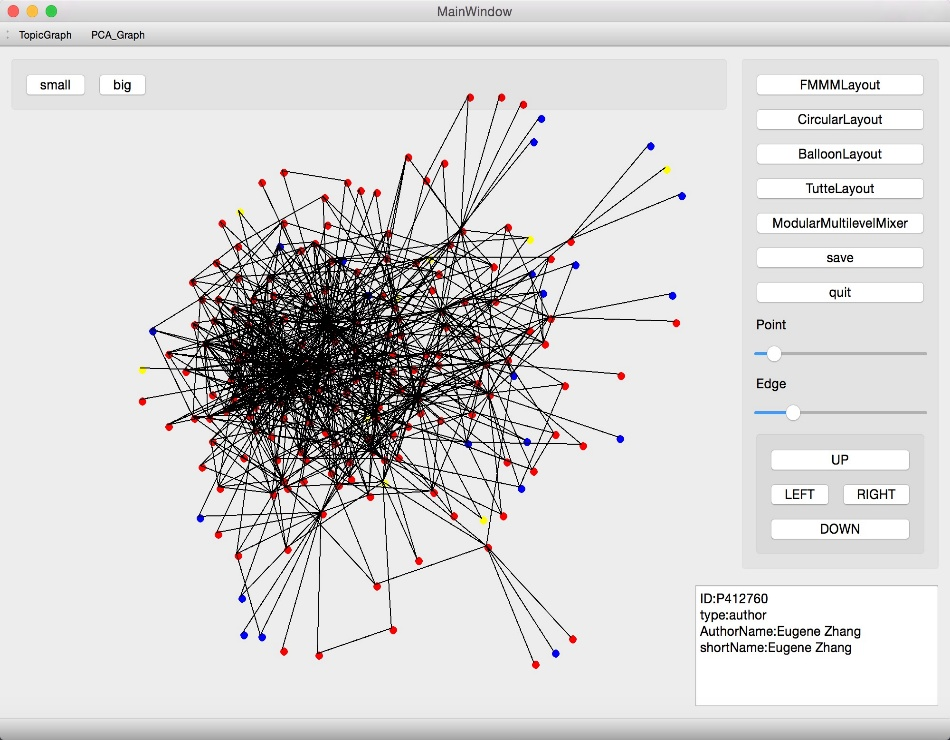 MainWindow
TopicGraph PCA_Graph
small big
FMMMLayout
CircularLayout
BalloonLayout
TutteLayout
ModularMultilevelMixer
save
quit
Point
Edge
UP
LEFT RIGHT
DOWN
ID:P412760
type:author
AuthorName:Eugene Zhang
shortName:Eugene Zhang